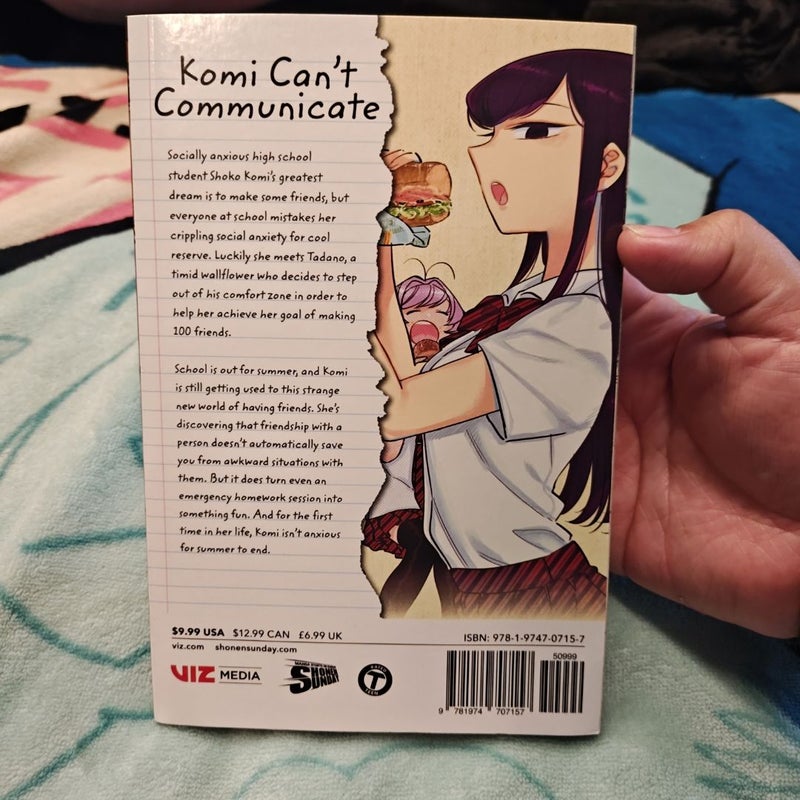 Komi Can't
Communicate
Socially anxious high school
student Shoko Komi's greatest
dream is to make some friends, but
everyone at school mistakes her
crippling social anxiety for cool
reserve. Luckily she meets Tadano, a
timid wallflower who decides to step
out of his comfort zone in order to
help her achieve her goal of making
100 friends.
School is out for summer, and Komi
is still getting used to this strange
new world of having friends. She's
discovering that friendship with a
person doesn't automatically save
you from awkward situations with
them. But it does turn even an
emergency homework session into
something fun. And for the first
time in her life, Komi isn't anxious
for summer to end.
$9.99 USA $12.99 CAN £6.99 UK
ISBN: 978-1-9747-0715-7
viz.com shonensunday.com
50999
VIZ MEDIA
SHONEN
SUNDAY
RATED
T
TEEN
9 781974 707157